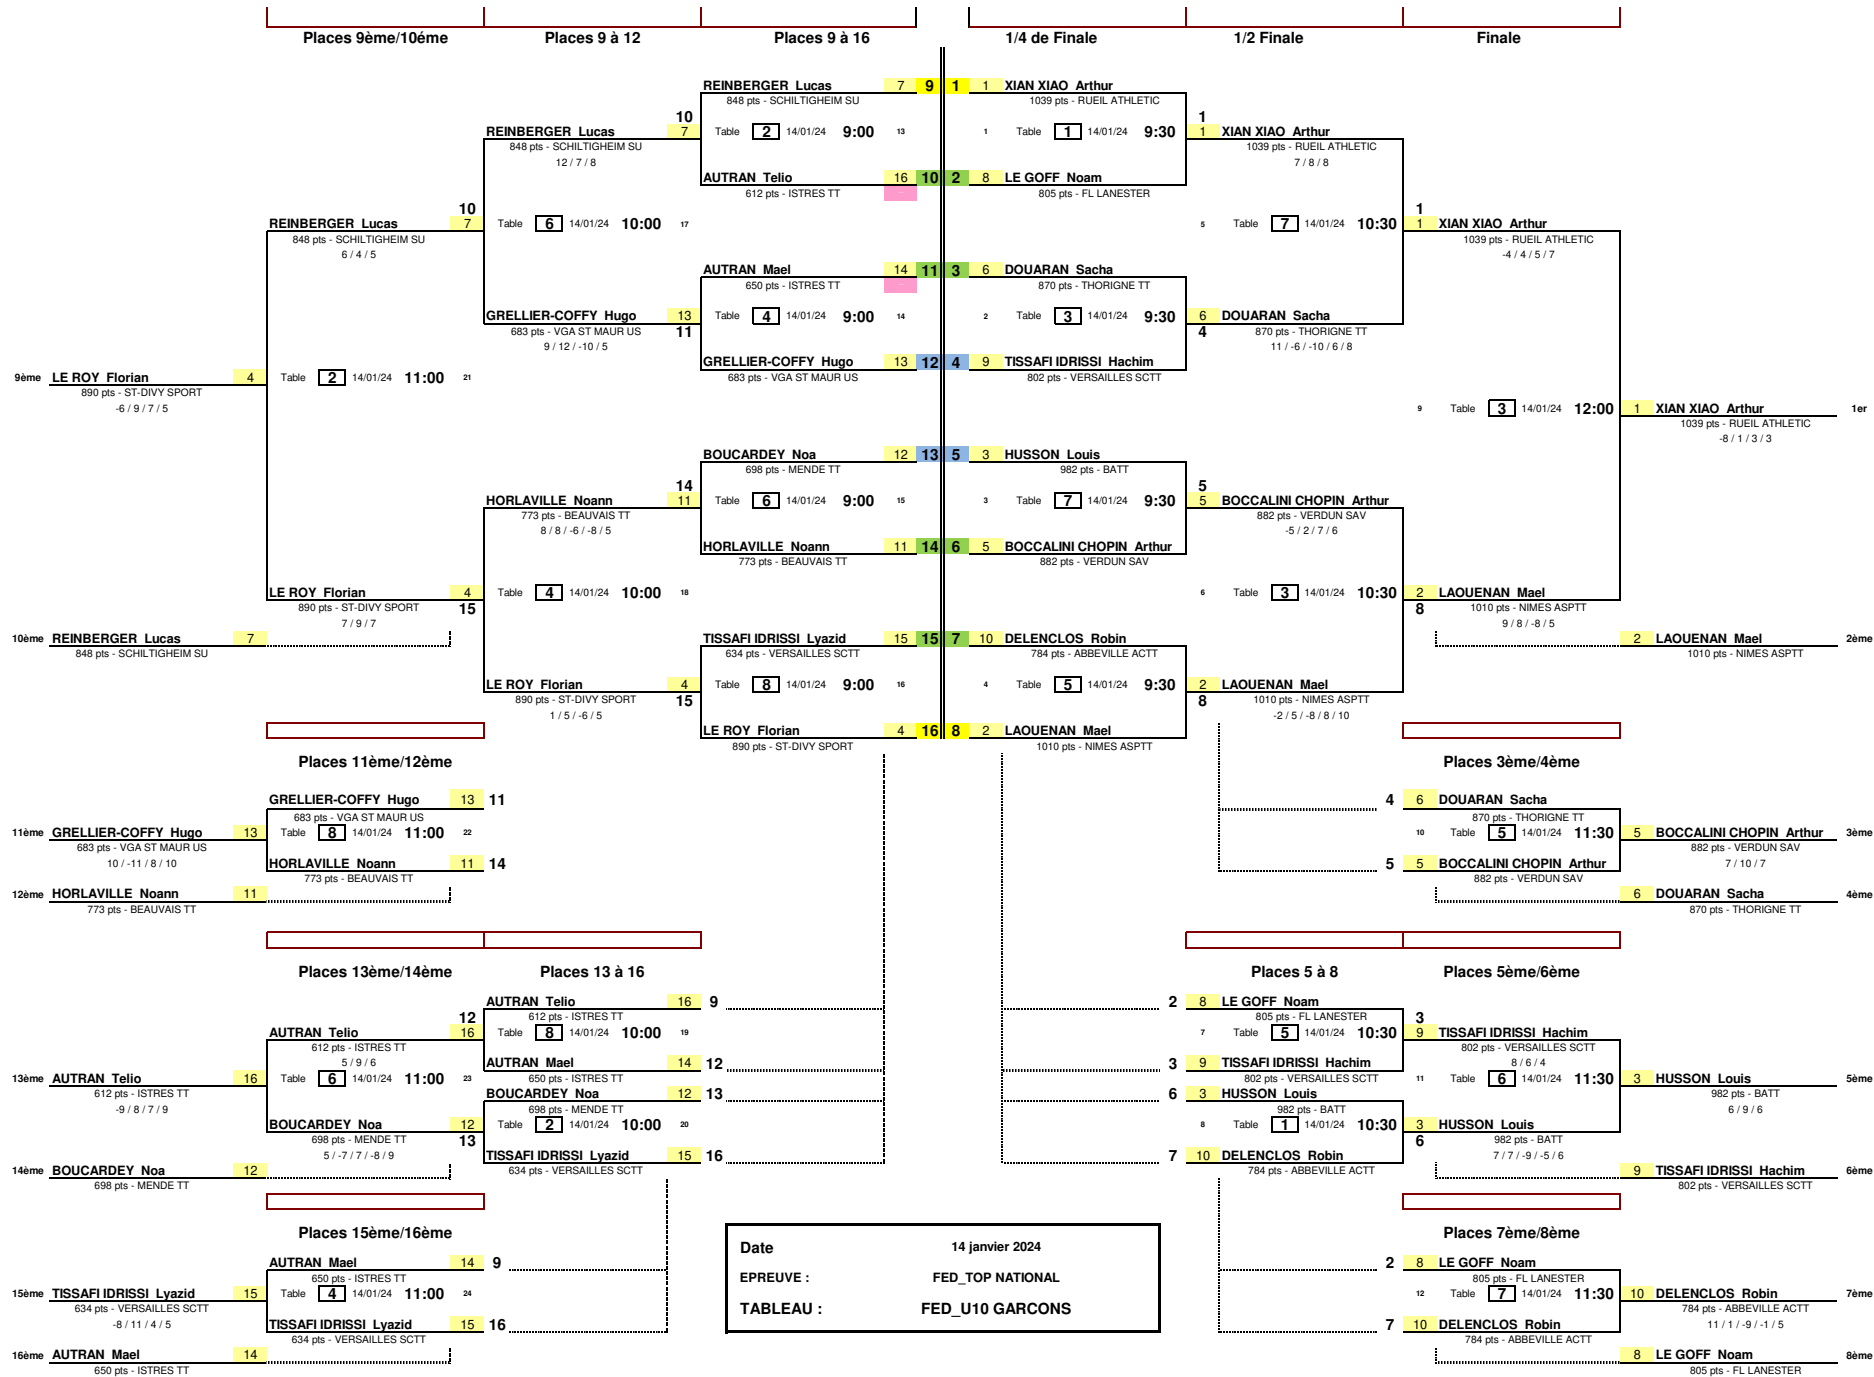 Places 9ème/10éme Places 9 à 12 Places 9 à 16 1/4 de Finale 1/2 Finale Finale
REINBERGER Lucas 7 9 1 1 XIAN XIAO Arthur
848 pts - SCHILTIGHEIM SU 1039 pts - RUEIL ATHLETIC
10 1
REINBERGER Lucas 7 Table 2 14/01/24 9:00 13 1 Table 1 14/01/24 9:30 1 XIAN XIAO Arthur
848 pts - SCHILTIGHEIM SU 1039 pts - RUEIL ATHLETIC
12 / 7 / 8 7 / 8 / 8
AUTRAN Telio 16 10 2 8 LE GOFF Noam
612 pts - ISTRES TT 805 pts - FL LANESTER
10 1
REINBERGER Lucas 7 Table 6 14/01/24 10:00 17 5 Table 7 14/01/24 10:30 1 XIAN XIAO Arthur
848 pts - SCHILTIGHEIM SU 1039 pts - RUEIL ATHLETIC
6 / 4 / 5 -4 / 4 / 5 / 7
AUTRAN Mael 14 11 3 6 DOUARAN Sacha
650 pts - ISTRES TT 870 pts - THORIGNE TT
GRELLIER-COFFY Hugo 13 Table 4 14/01/24 9:00 14 2 Table 3 14/01/24 9:30 6 DOUARAN Sacha
683 pts - VGA ST MAUR US 11 4 870 pts - THORIGNE TT
9 / 12 / -10 / 5 11 / -6 / -10 / 6 / 8
GRELLIER-COFFY Hugo 13 12 4 9 TISSAFI IDRISSI Hachim
683 pts - VGA ST MAUR US 802 pts - VERSAILLES SCTT
9ème LE ROY Florian 4 Table 2 14/01/24 11:00 21
890 pts - ST-DIVY SPORT
-6 / 9 / 7 / 5
9 Table 3 14/01/24 12:00 1 XIAN XIAO Arthur 1er
1039 pts - RUEIL ATHLETIC
-8 / 1 / 3 / 3
BOUCARDEY Noa 12 13 5 3 HUSSON Louis
698 pts - MENDE TT 982 pts - BATT
14 5
HORLAVILLE Noann 11 Table 6 14/01/24 9:00 15 3 Table 7 14/01/24 9:30 5 BOCCALINI CHOPIN Arthur
773 pts - BEAUVAIS TT 882 pts - VERDUN SAV
8 / 8 / -6 / -8 / 5 -5 / 2 / 7 / 6
HORLAVILLE Noann 11 14 6 5 BOCCALINI CHOPIN Arthur
773 pts - BEAUVAIS TT 882 pts - VERDUN SAV
LE ROY Florian 4 Table 4 14/01/24 10:00 18 6 Table 3 14/01/24 10:30 2 LAOUENAN Mael
890 pts - ST-DIVY SPORT 15 8 1010 pts - NIMES ASPTT
7 / 9 / 7 9 / 8 / -8 / 5
10ème REINBERGER Lucas 7 TISSAFI IDRISSI Lyazid 15 15 7 10 DELENCLOS Robin 2 LAOUENAN Mael 2ème
848 pts - SCHILTIGHEIM SU 634 pts - VERSAILLES SCTT 784 pts - ABBEVILLE ACTT 1010 pts - NIMES ASPTT
LE ROY Florian 4 Table 8 14/01/24 9:00 16 4 Table 5 14/01/24 9:30 2 LAOUENAN Mael
890 pts - ST-DIVY SPORT 15 8 1010 pts - NIMES ASPTT
1 / 5 / -6 / 5 -2 / 5 / -8 / 8 / 10
LE ROY Florian 4 16 8 2 LAOUENAN Mael
890 pts - ST-DIVY SPORT 1010 pts - NIMES ASPTT
Places 11ème/12ème Places 3ème/4ème
GRELLIER-COFFY Hugo 13 11 4 6 DOUARAN Sacha
683 pts - VGA ST MAUR US 870 pts - THORIGNE TT
11ème GRELLIER-COFFY Hugo 13 Table 8 14/01/24 11:00 22 10 Table 5 14/01/24 11:30 5 BOCCALINI CHOPIN Arthur 3ème
683 pts - VGA ST MAUR US 882 pts - VERDUN SAV
10 / -11 / 8 / 10 7 / 10 / 7
HORLAVILLE Noann 11 14 5 5 BOCCALINI CHOPIN Arthur
773 pts - BEAUVAIS TT 882 pts - VERDUN SAV
12ème HORLAVILLE Noann 11 6 DOUARAN Sacha 4ème
773 pts - BEAUVAIS TT 870 pts - THORIGNE TT
Places 13ème/14ème Places 13 à 16 Places 5 à 8 Places 5ème/6ème
AUTRAN Telio 16 9 2 8 LE GOFF Noam
612 pts - ISTRES TT 805 pts - FL LANESTER
12 3
AUTRAN Telio 16 Table 8 14/01/24 10:00 19 7 Table 5 14/01/24 10:30 9 TISSAFI IDRISSI Hachim
612 pts - ISTRES TT 802 pts - VERSAILLES SCTT
5 / 9 / 6 8 / 6 / 4
AUTRAN Mael 14 12 3 9 TISSAFI IDRISSI Hachim
650 pts - ISTRES TT 802 pts - VERSAILLES SCTT
13ème AUTRAN Telio 16 Table 6 14/01/24 11:00 23 11 Table 6 14/01/24 11:30 3 HUSSON Louis 5ème
612 pts - ISTRES TT 982 pts - BATT
-9 / 8 / 7 / 9 6 / 9 / 6
BOUCARDEY Noa 12 13 6 3 HUSSON Louis
698 pts - MENDE TT 982 pts - BATT
BOUCARDEY Noa 12 Table 2 14/01/24 10:00 20 8 Table 1 14/01/24 10:30 3 HUSSON Louis
698 pts - MENDE TT 13 6 982 pts - BATT
5 / -7 / 7 / -8 / 9 7 / 7 / -9 / -5 / 6
TISSAFI IDRISSI Lyazid 15 16 7 10 DELENCLOS Robin
634 pts - VERSAILLES SCTT 784 pts - ABBEVILLE ACTT
14ème BOUCARDEY Noa 12 9 TISSAFI IDRISSI Hachim 6ème
698 pts - MENDE TT 802 pts - VERSAILLES SCTT
Places 15ème/16ème Places 7ème/8ème
Date 14 janvier 2024
EPREUVE : FED_TOP NATIONAL
TABLEAU : FED_U10 GARCONS
AUTRAN Mael 14 9 2 8 LE GOFF Noam
650 pts - ISTRES TT 805 pts - FL LANESTER
15ème TISSAFI IDRISSI Lyazid 15 Table 4 14/01/24 11:00 24 12 Table 7 14/01/24 11:30 10 DELENCLOS Robin 7ème
634 pts - VERSAILLES SCTT 784 pts - ABBEVILLE ACTT
-8 / 11 / 4 / 5 11 / 1 / -9 / -1 / 5
TISSAFI IDRISSI Lyazid 15 16 7 10 DELENCLOS Robin
634 pts - VERSAILLES SCTT 784 pts - ABBEVILLE ACTT
16ème AUTRAN Mael 14 8 LE GOFF Noam 8ème
650 pts - ISTRES TT 805 pts - FL LANESTER